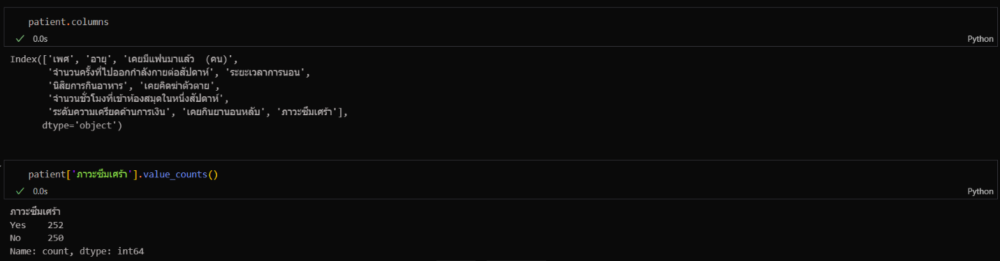 patient.columns
0.0s
Python
Index(['เพศ', 'อายุ', 'เคยมีแฟนมาแล้ว  (คน)',
'จำนวนครั้งที่ไปออกกำลังกายต่อสัปดาห์', 'ระยะเวลาการนอน',
'นิสัยการกินอาหาร', 'เคยคิดฆ่าตัวตาย',
'จำนวนชั่วโมงที่เข้าห้องสมุดในหนึ่งสัปดาห์',
'ระดับความเครียดด้านการเงิน', 'เคยกินยานอนหลับ', 'ภาวะซึมเศร้า'],
dtype='object')
patient['ภาวะซึมเศร้า'].value_counts()
0.0s
Python
ภาวะซึมเศร้า
Yes    252
No     250
Name: count, dtype: int64